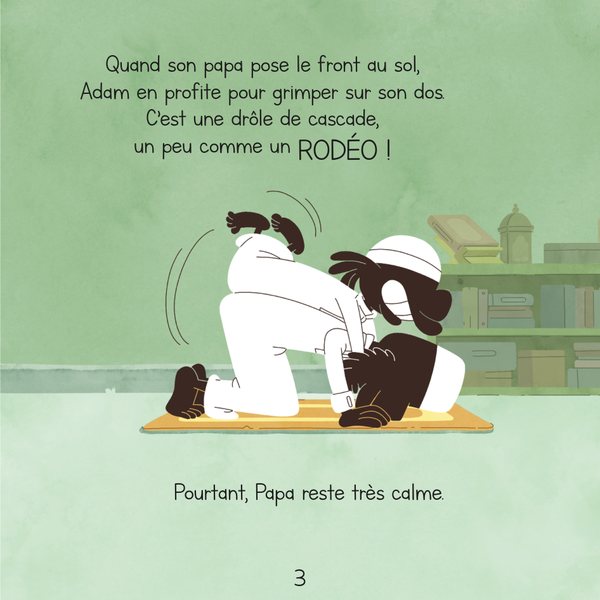 Quand son papa pose le front au sol,
Adam en profite pour grimper sur son dos.
C'est une drôle de cascade,
un peu comme un RODÉO !
Pourtant, Papa reste très calme.
3